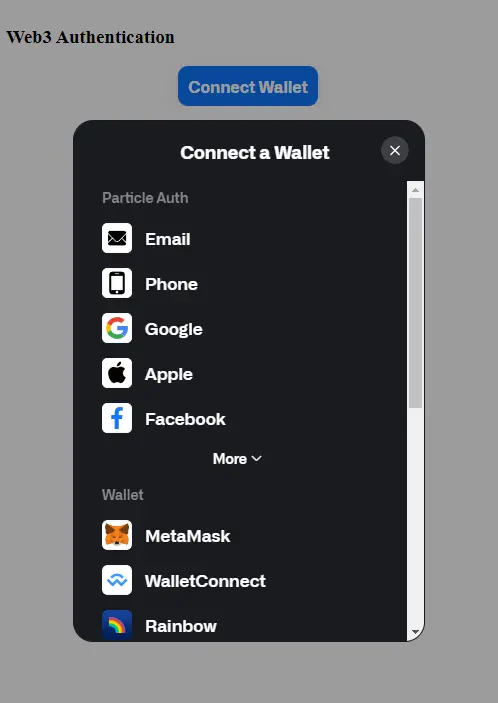 Web3 Authentication
Connect Wallet
Connect a Wallet
Particle Auth
Email
Phone
Google
Apple
Facebook
More
Wallet
MetaMask
WalletConnect
Rainbow